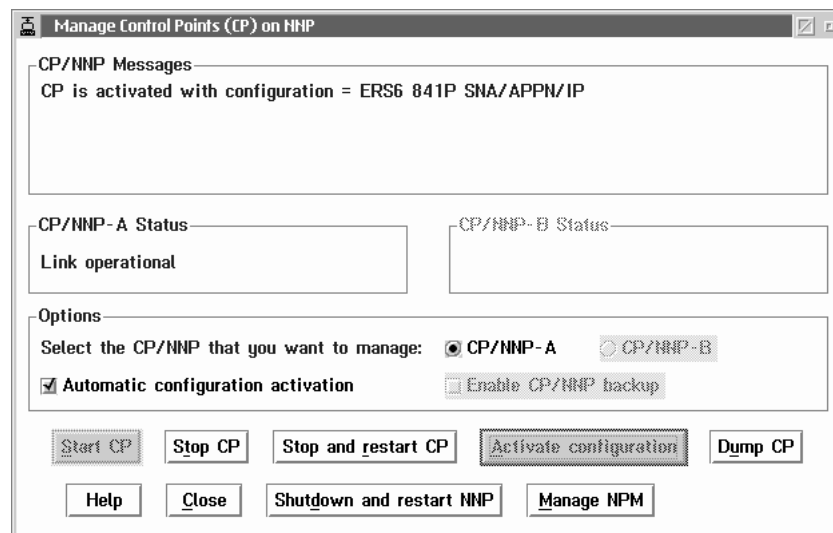 Manage Control Points (CP) on NNP
CP/NNP Messages
CP is activated with configuration = ERS6 841P SNA/APPN/IP
CP/NNP-A Status
CP/NNP-B Status
Link operational
Options
Select the CP/NNP that you want to manage: CP/NNP-A CP/NNP-B
Automatic configuration activation Enable CP/NNP backup
Start CP Stop CP Stop and restart CP Activate configuration Dump CP
Help Close Shutdown and restart NNP Manage NPM